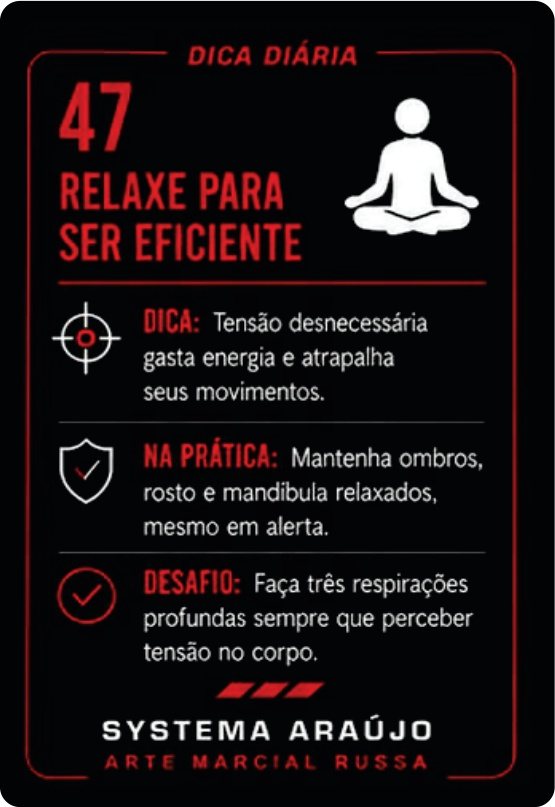 DICA DIÁRIA
47
RELAXE PARA
SER EFICIENTE
DICA: Tensão desnecessária
gasta energia e atrapalha
seus movimentos.
NA PRÁTICA: Mantenha ombros,
rosto e mandibula relaxados,
mesmo em alerta.
DESAFIO: Faça três respirações
profundas sempre que perceber
tensão no corpo.
SYSTEMA ARAÚJO
ARTE MARCIAL RUSSA